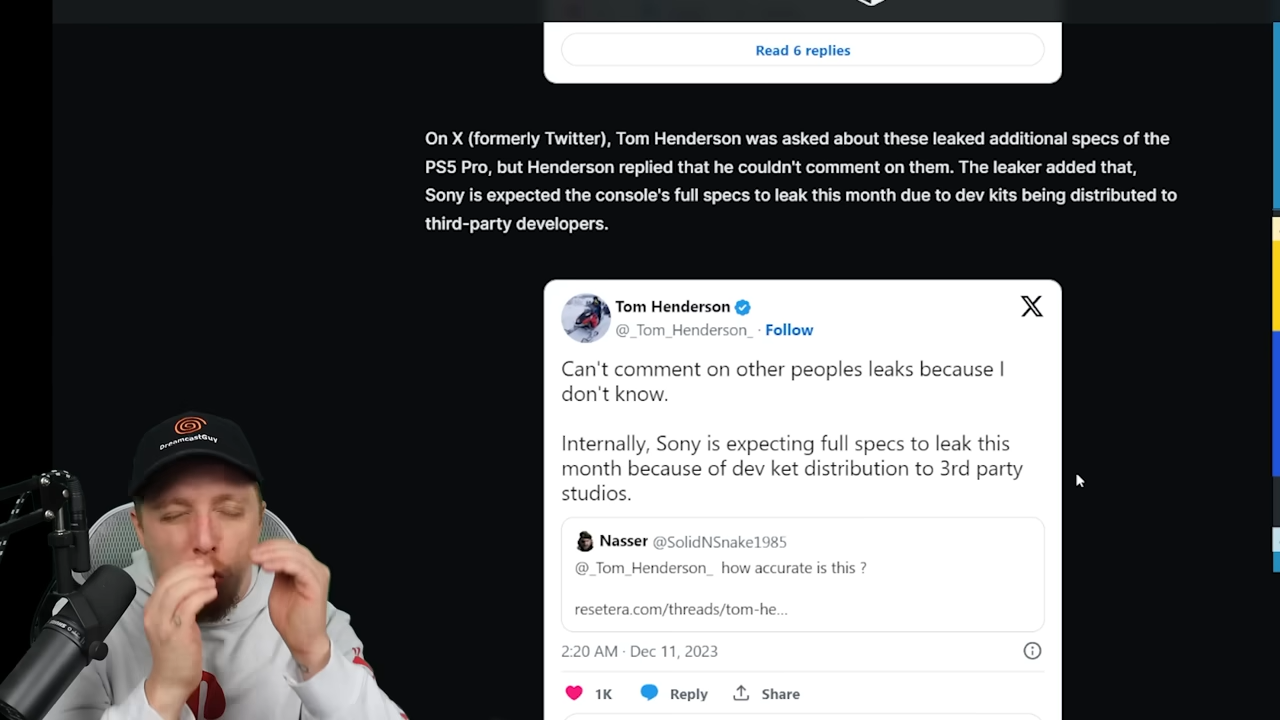 Read 6 replies
On X (formerly Twitter), Tom Henderson was asked about these leaked additional specs of the
PS5 Pro, but Henderson replied that he couldn't comment on them. The leaker added that,
Sony is expected the console's full specs to leak this month due to dev kits being distributed to
third-party developers.
Tom Henderson
@_Tom_Henderson_ · Follow
Can't comment on other peoples leaks because I
don't know.
Internally, Sony is expecting full specs to leak this
month because of dev ket distribution to 3rd party
studios.
Nasser @SolidNSnake1985
@_Tom_Henderson_ how accurate is this ?
resetera.com/threads/tom-he...
2:20 AM · Dec 11, 2023
1K Reply Share
DreamcastGuy